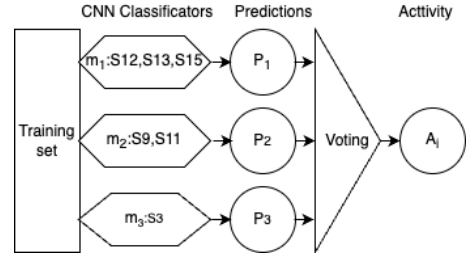 CNN Classificators Predictions Acttivity
m1:S12,S13,S15 P1
Training
set
m2:S9,S11 P2 Voting Ai
m3:S3 P3